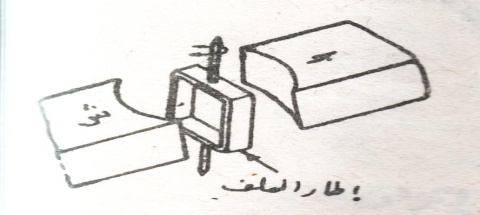 ش
ق
إطار الملف